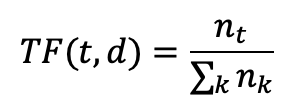 TF(t, d) = n_t / ∑_k n_k